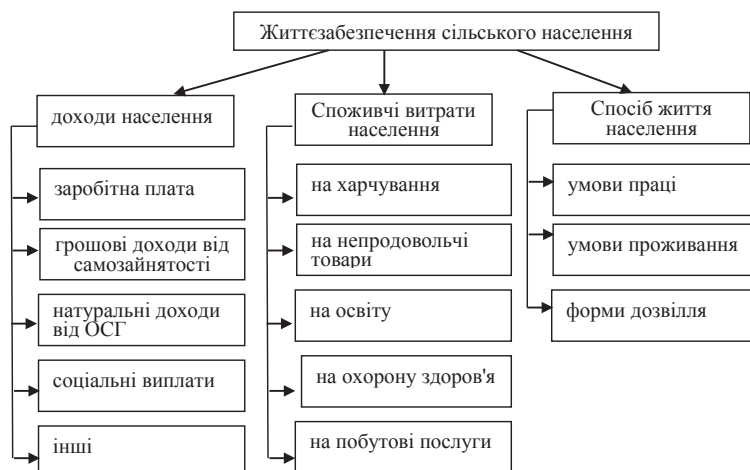 Життєзабезпечення сільського населення
доходи населення
заробітна плата
грошові доходи від
самозайнятості
натуральні доходи
від ОСГ
соціальні виплати
інші
Споживчі витрати
населення
на харчування
на непродовольчі
товари
на освіту
на охорону здоров'я
на побутові послуги
Спосіб життя
населення
умови праці
умови проживання
форми дозвілля